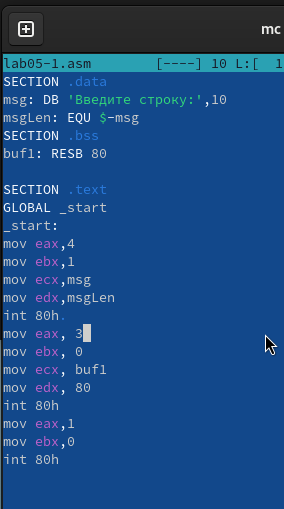 mc
lab05-1.asm [----] 10 L:[ 1
SECTION .data
msg: DB 'Введите строку:',10
msgLen: EQU $-msg
SECTION .bss
buf1: RESB 80
SECTION .text
GLOBAL _start
_start:
mov eax,4
mov ebx,1
mov ecx,msg
mov edx,msgLen
int 80h.
mov eax, 3
mov ebx, 0
mov ecx, buf1
mov edx, 80
int 80h
mov eax,1
mov ebx,0
int 80h